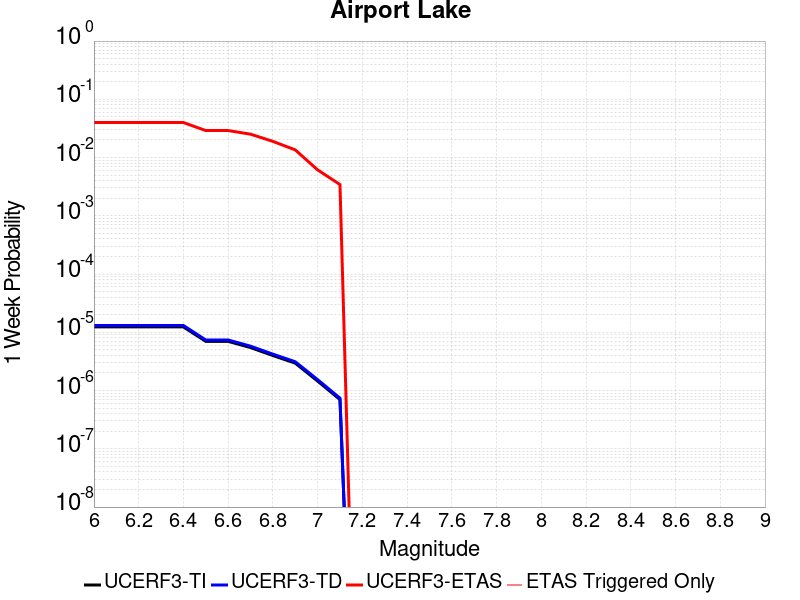 Airport Lake
10^0
10^-1
10^-2
10^-3
10^-4
10^-5
10^-6
10^-7
10^-8
1 Week Probability
6 6.2 6.4 6.6 6.8 7 7.2 7.4 7.6 7.8 8 8.2 8.4 8.6 8.8 9
Magnitude
UCERF3-TI UCERF3-TD UCERF3-ETAS ETAS Triggered Only